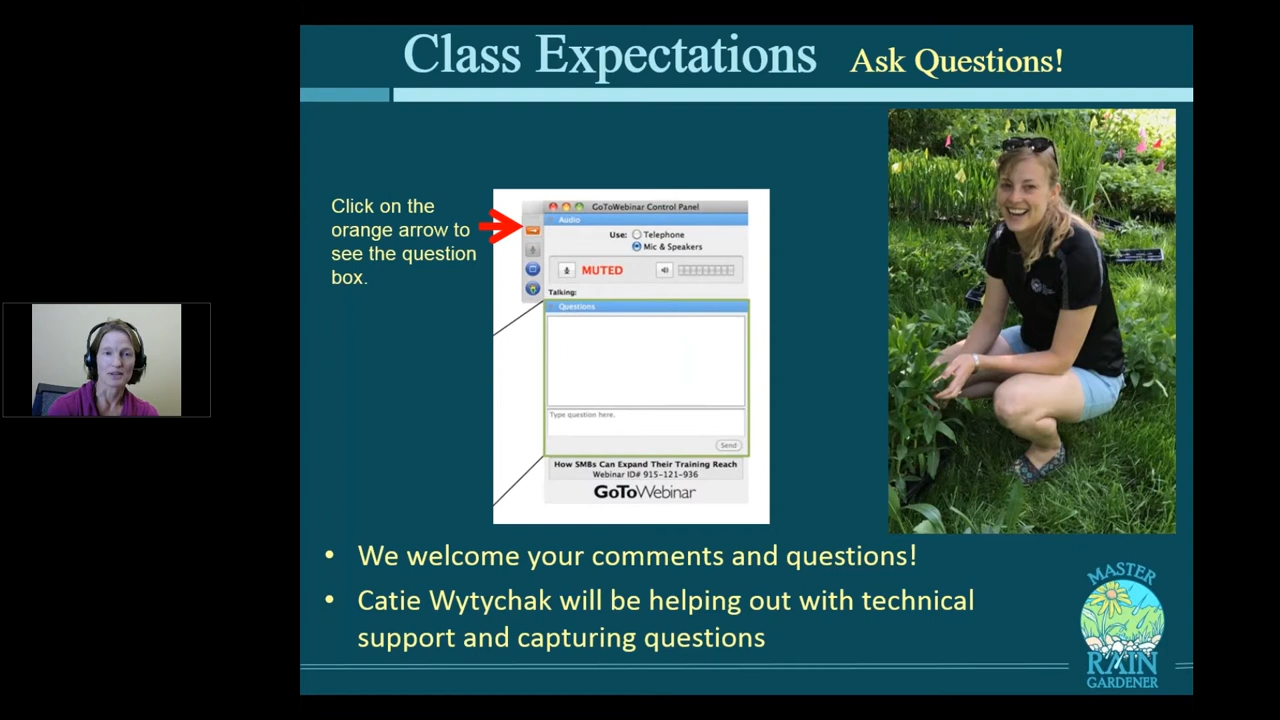 Class Expectations Ask Questions!
Click on the
orange arrow to
see the question
box.
GoToWebinar Control Panel
Audio
Use: Telephone
Mic & Speakers
MUTED
Talking:
Questions
Type question here.
Send
How SMBs Can Expand Their Training Reach
Webinar ID# 915-121-936
GoToWebinar
• We welcome your comments and questions!
• Catie Wytychak will be helping out with technical
support and capturing questions
MASTER
RAIN
GARDENER